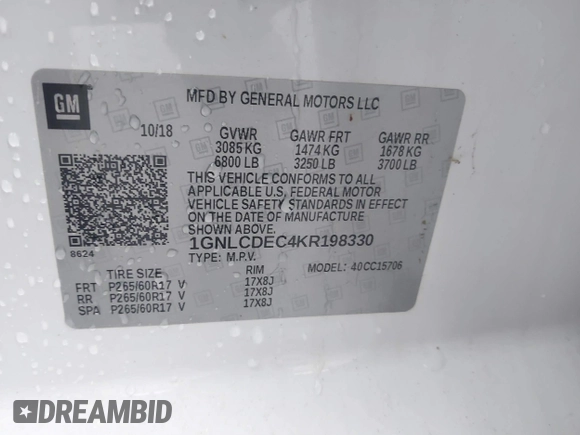 GM
MFD BY GENERAL MOTORS LLC
10/18 GVWR GAWR FRT GAWR RR
3085 KG 1474 KG 1678 KG
6800 LB 3250 LB 3700 LB
THIS VEHICLE CONFORMS TO ALL
APPLICABLE U.S. FEDERAL MOTOR
VEHICLE SAFETY STANDARDS IN EFFECT
ON THE DATE OF MANUFACTURE
SHOWN ABOVE.
8624 1GNLCDEC4KR198330
TYPE: M.P.V. MODEL: 40CC15706
TIRE SIZE RIM
FRT P265/60R17 V 17X8J
RR P265/60R17 V 17X8J
SPA P265/60R17 V 17X8J
DREAMBID